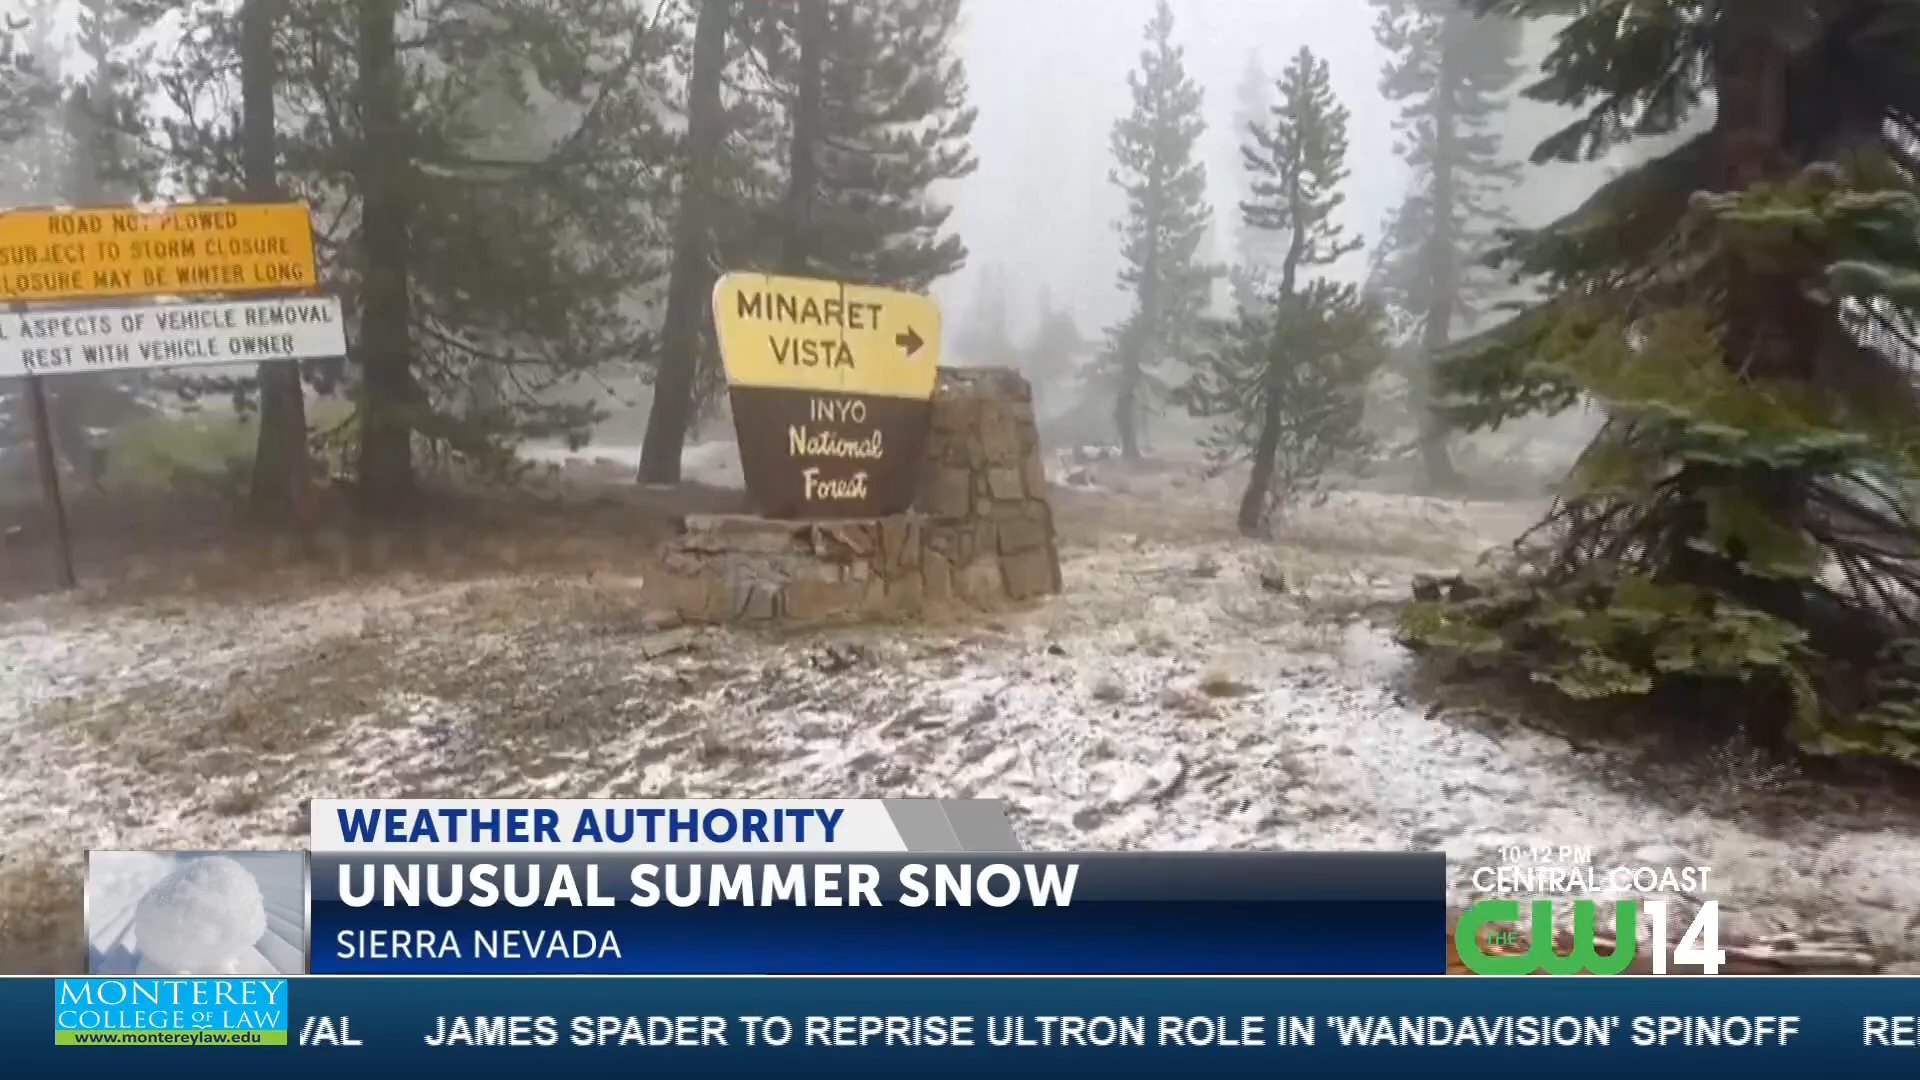 ROAD NOT PLOWED
SUBJECT TO STORM CLOSURE
CLOSURE MAY BE WINTER LONG
ASPECTS OF VEHICLE REMOVAL
REST WITH VEHICLE OWNER
MINARET
VISTA
INYO
National
Forest
WEATHER AUTHORITY
UNUSUAL SUMMER SNOW
SIERRA NEVADA
10:12 PM
CENTRAL COAST
THE CW 14
MONTEREY
COLLEGE OF LAW
www.montereylaw.edu
JAMES SPADER TO REPRISE ULTRON ROLE IN 'WANDAVISION' SPINOFF